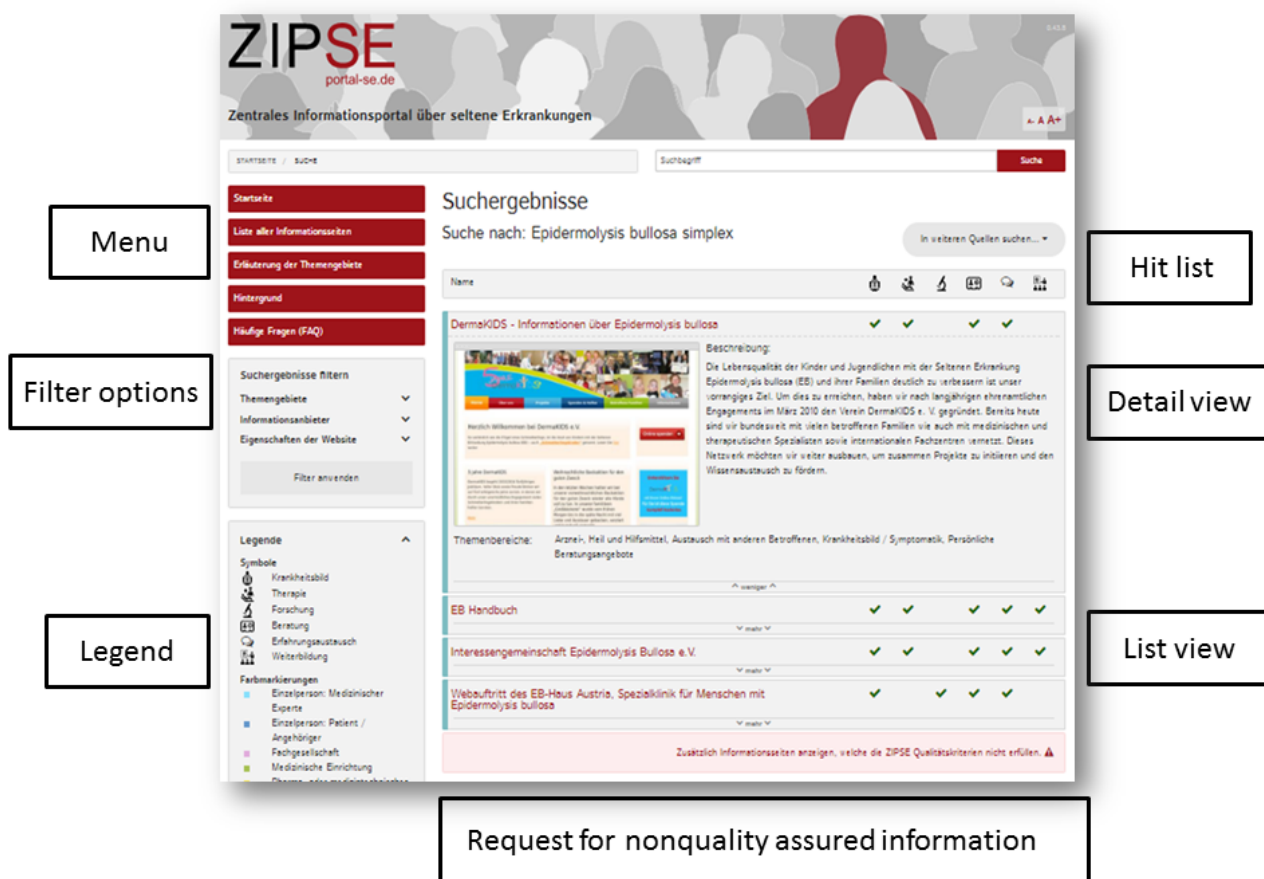 ZIPSE
portal-se.de
0.43.8
Zentrales Informationsportal über seltene Erkrankungen
A- A A+
STARTSEITE / SUCHE
Suchbegriff
Suche
Menu
Startseite
Liste aller Informationsseiten
Erläuterung der Themengebiete
Hintergrund
Häufige Fragen (FAQ)
Suchergebnisse
Suche nach: Epidermolysis bullosa simplex
In weiteren Quellen suchen...
Hit list
Name
Filter options
Suchergebnisse filtern
Themengebiete
Informationsanbieter
Eigenschaften der Website
Filter anwenden
DermaKIDS - Informationen über Epidermolysis bullosa
Herzlich Willkommen bei DermaKIDS e.V.
Beschreibung:
Die Lebensqualität der Kinder und Jugendlichen mit der Seltenen Erkrankung
Epidermolysis bullosa (EB) und ihrer Familien deutlich zu verbessern ist unser
vorrangiges Ziel. Um dies zu erreichen, haben wir nach langjährigen ehrenamtlichen
Engagements im März 2010 den Verein DermaKIDS e. V. gegründet. Bereits heute
sind wir bundesweit mit vielen betroffenen Familien wie auch mit medizinischen und
therapeutischen Spezialisten sowie internationalen Fachzentren vernetzt. Dieses
Netzwerk möchten wir weiter ausbauen, um zusammen Projekte zu initiieren und den
Wissensaustausch zu fördern.
Themenbereiche: Arznei-, Heil und Hilfsmittel, Austausch mit anderen Betroffenen, Krankheitsbild / Symptomatik, Persönliche
Beratungsangebote
weniger
Detail view
Legend
Legende
Symbole
Krankheitsbild
Therapie
Forschung
Beratung
Erfahrungsaustausch
Weiterbildung
Farbmarkierungen
Einzelperson: Medizinischer
Experte
Einzelperson: Patient /
Angehöriger
Fachgesellschaft
Medizinische Einrichtung
EB Handbuch
mehr
Interessengemeinschaft Epidermolysis Bullosa e.V.
mehr
Webauftritt des EB-Haus Austria, Spezialklinik für Menschen mit
Epidermolysis bullosa
mehr
List view
Zusätzlich Informationsseiten anzeigen, welche die ZIPSE Qualitätskriterien nicht erfüllen.
Request for nonquality assured information